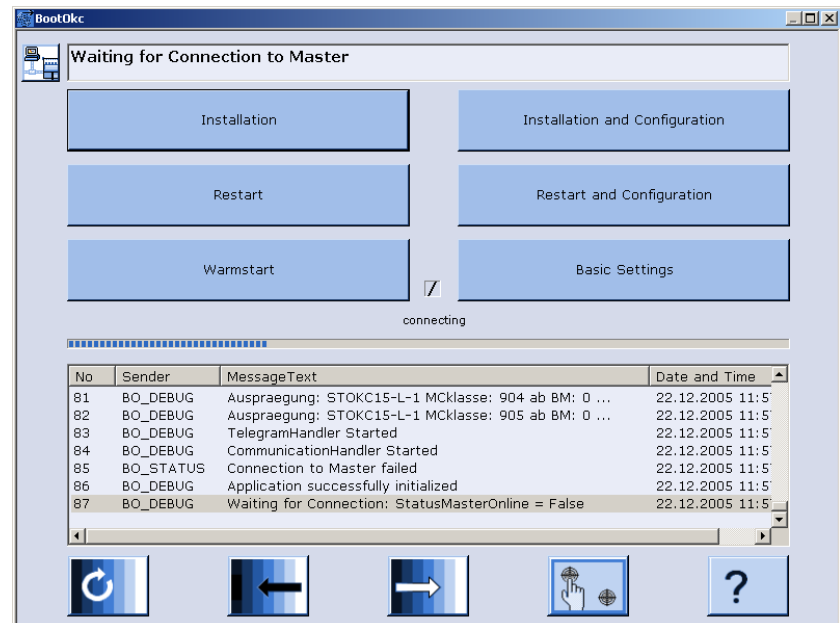 BootOkc
Waiting for Connection to Master
Installation Installation and Configuration
Restart Restart and Configuration
Warmstart Basic Settings
connecting
No Sender MessageText Date and Time
81 BO_DEBUG Auspraegung: STOKC15-L-1 MCklasse: 904 ab BM: 0 ... 22.12.2005 11:5
82 BO_DEBUG Auspraegung: STOKC15-L-1 MCklasse: 905 ab BM: 0 ... 22.12.2005 11:5
83 BO_DEBUG TelegramHandler Started 22.12.2005 11:5
84 BO_DEBUG CommunicationHandler Started 22.12.2005 11:5
85 BO_STATUS Connection to Master failed 22.12.2005 11:5
86 BO_DEBUG Application successfully initialized 22.12.2005 11:5
87 BO_DEBUG Waiting for Connection: StatusMasterOnline = False 22.12.2005 11:5
?